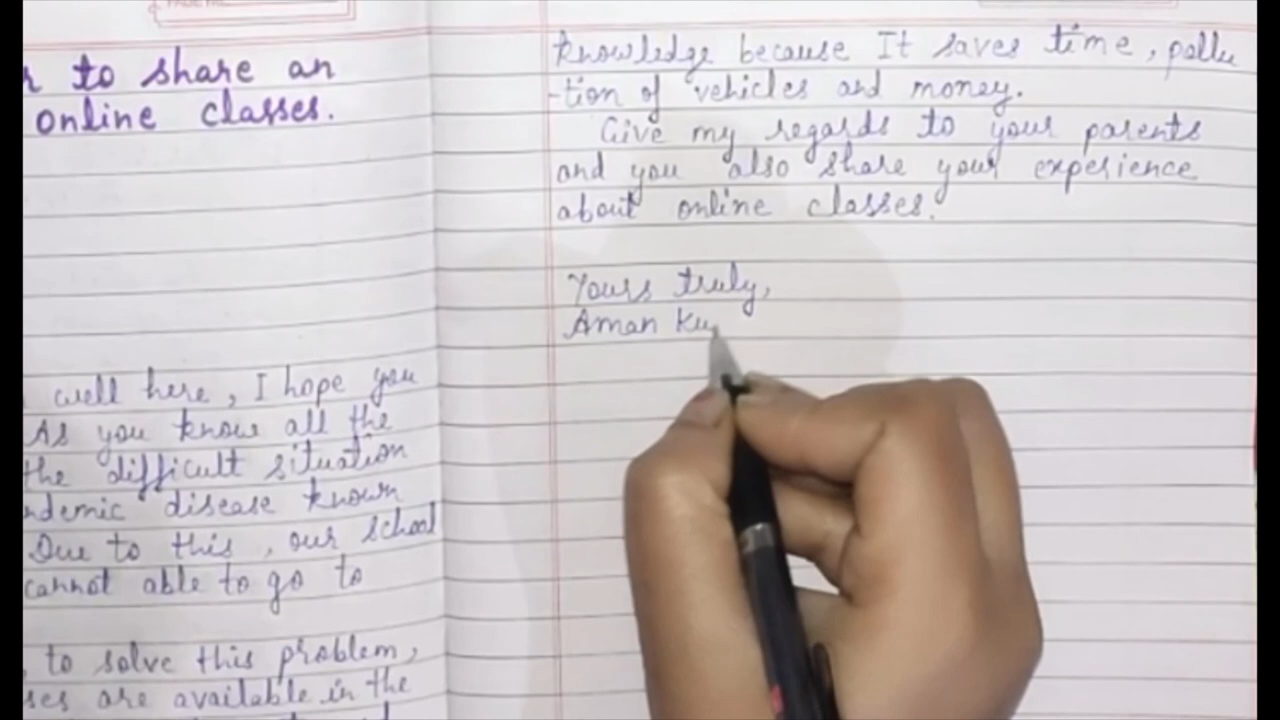 r to share an
online classes.
well here, I hope you
As you know all the
the difficult situation
ndemic disease known
Due to this, our school
cannot able to go to
to solve this problem,
ses are available in the
knowledge because It saves time, pollu
-tion of vehicles and money.
Give my regards to your parents
and you also share your experience
about online classes.
Yours truly,
Aman Ku